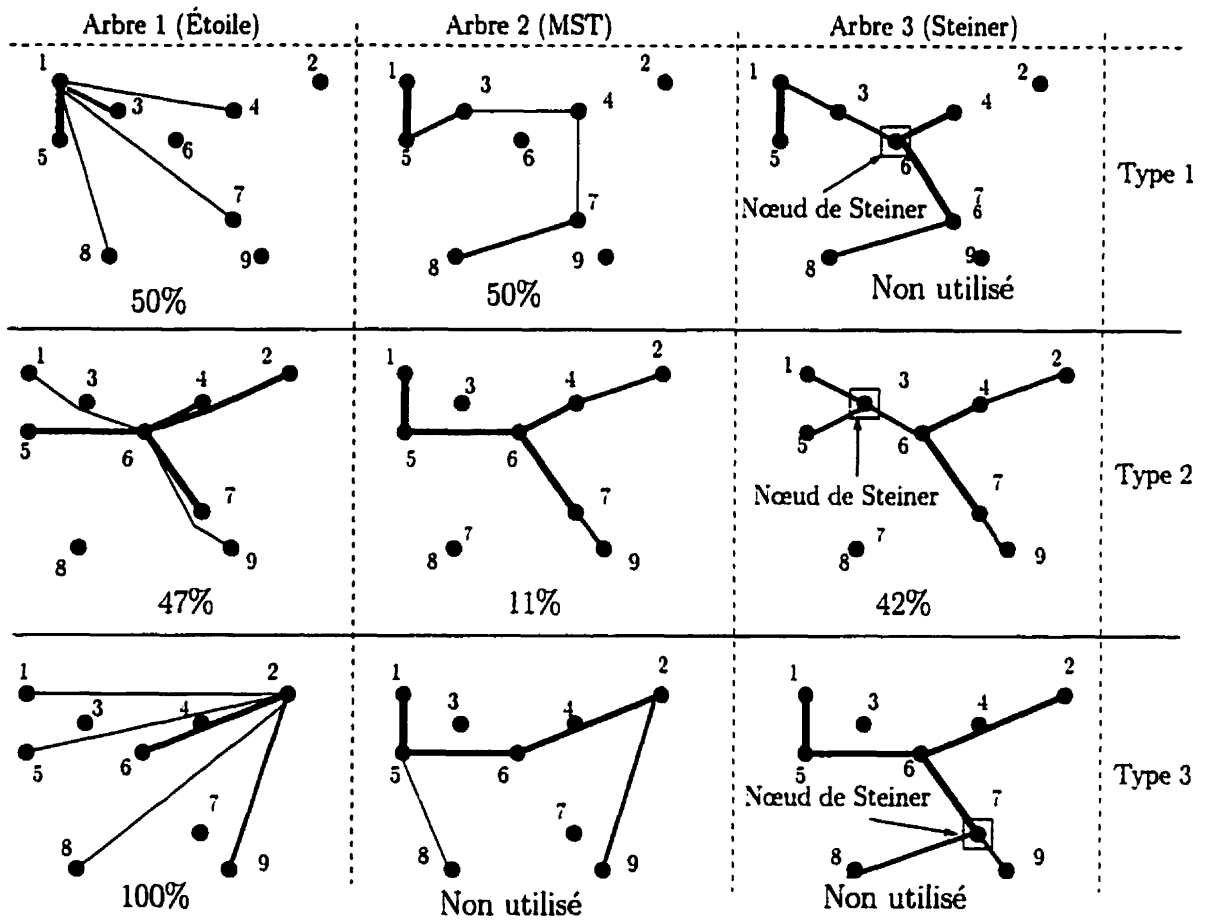 Arbre 1 (Étoile) Arbre 2 (MST) Arbre 3 (Steiner)
1 2 3 4 5 6 7 8 9
50%
1 2 3 4 5 6 7 8 9
50%
1 2 3 4 5 6 7 6 8 9
Nœud de Steiner
Non utilisé
Type 1
1 2 3 4 5 6 7 8 9
47%
1 2 3 4 5 6 7 7 8 9
11%
1 2 3 4 5 6 7 7 8 9
Nœud de Steiner
42%
Type 2
1 2 3 4 5 6 7 8 9
100%
1 2 3 4 5 6 7 8 9
Non utilisé
1 2 3 4 5 6 7 8 9
Nœud de Steiner
Non utilisé
Type 3